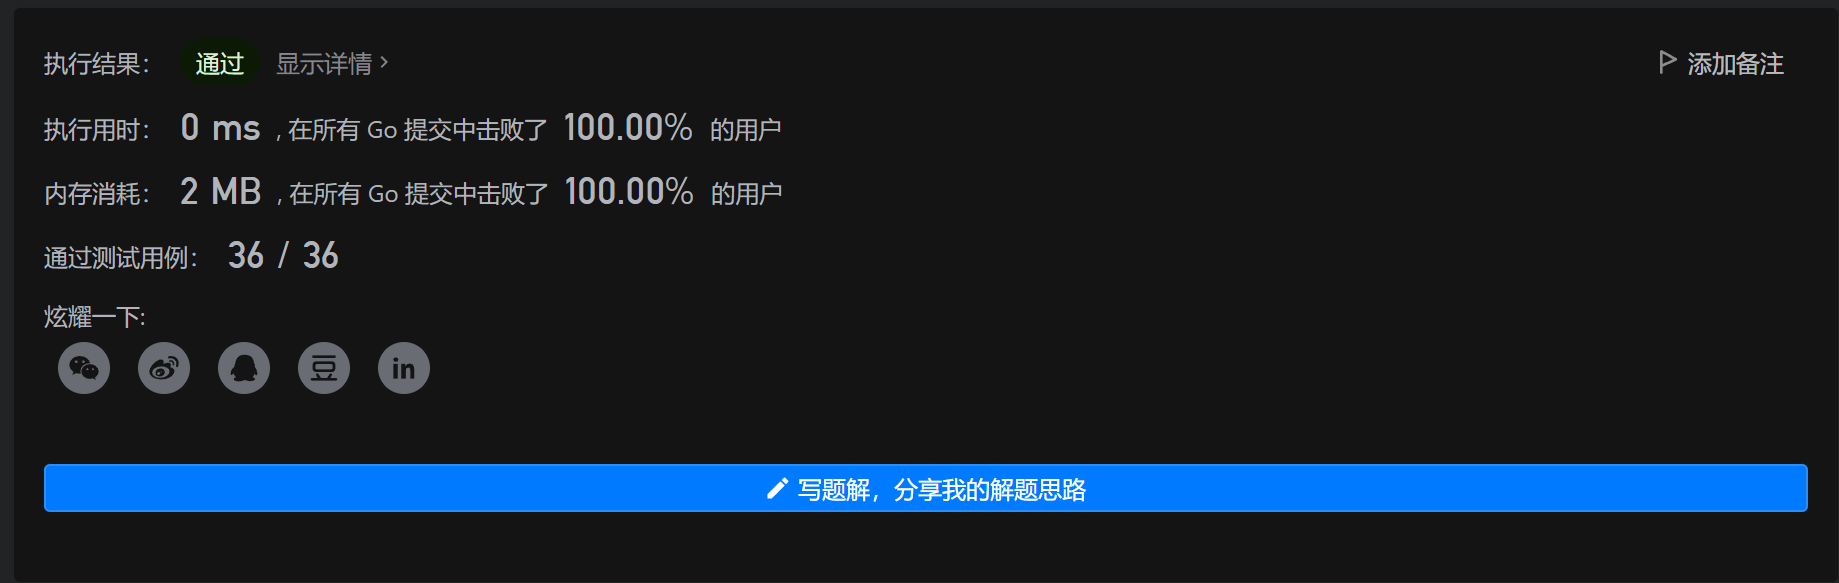 执行结果： 通过 显示详情 › 添加备注
执行用时： 0 ms , 在所有 Go 提交中击败了 100.00% 的用户
内存消耗： 2 MB , 在所有 Go 提交中击败了 100.00% 的用户
通过测试用例： 36 / 36
炫耀一下:
豆 in
写题解，分享我的解题思路